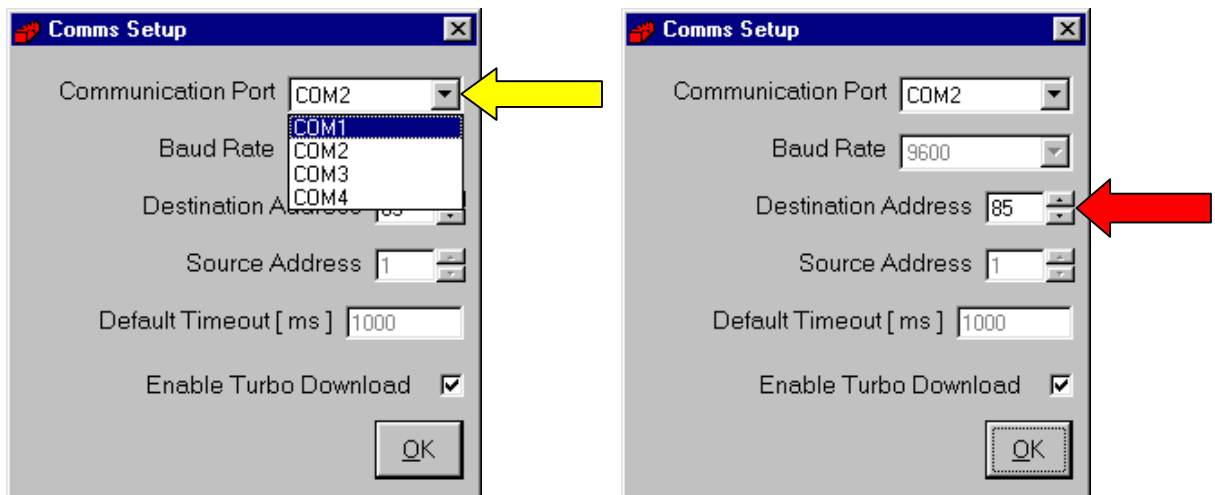 Comms Setup
Communication Port COM2
COM1
Baud Rate COM2
COM3
COM4
Destination
Source Address 1
Default Timeout [ ms ] 1000
Enable Turbo Download
OK
Comms Setup
Communication Port COM2
Baud Rate 9600
Destination Address 85
Source Address 1
Default Timeout [ ms ] 1000
Enable Turbo Download
OK